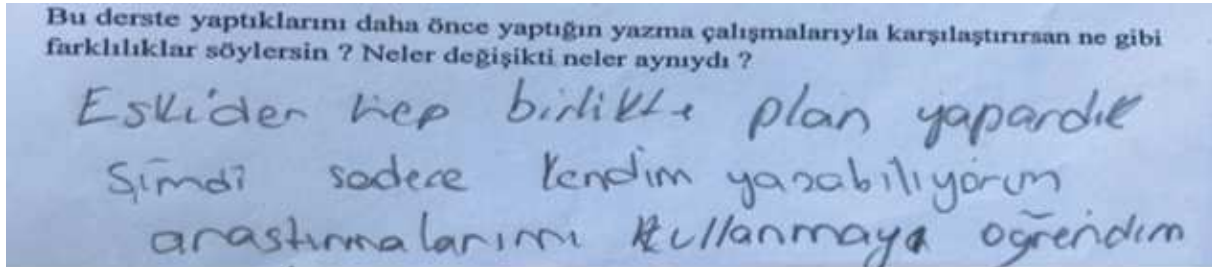 Bu derste yaptıklarını daha önce yaptığın yazma çalışmalarıyla karşılaştırırsan ne gibi
farklılıklar söylersin ? Neler değişikti neler aynıydı ?
Eskiden hep birlikte plan yapardık
Şimdi sadece kendim yazabiliyorum
araştırmalarımı kullanmaya öğrendim